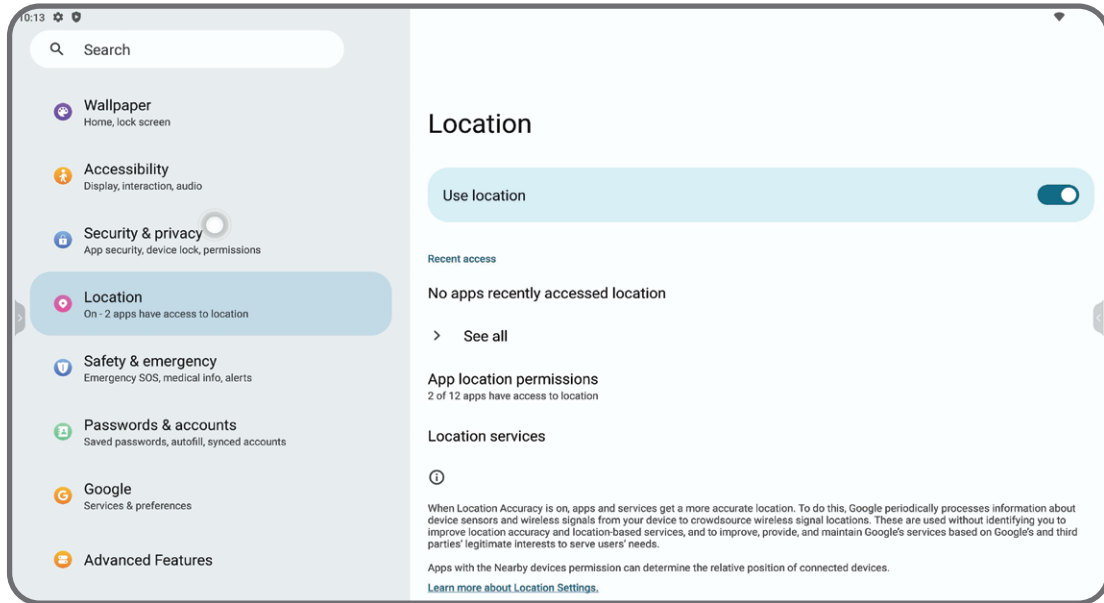 10:13
Search
Wallpaper
Home, lock screen
Accessibility
Display, interaction, audio
Security & privacy
App security, device lock, permissions
Location
On - 2 apps have access to location
Safety & emergency
Emergency SOS, medical info, alerts
Passwords & accounts
Saved passwords, autofill, synced accounts
Google
Services & preferences
Advanced Features
Location
Use location
Recent access
No apps recently accessed location
See all
App location permissions
2 of 12 apps have access to location
Location services
When Location Accuracy is on, apps and services get a more accurate location. To do this, Google periodically processes information about
device sensors and wireless signals from your device to crowdsource wireless signal locations. These are used without identifying you to
improve location accuracy and location-based services, and to improve, provide, and maintain Google's services based on Google's and third
parties' legitimate interests to serve users' needs.
Apps with the Nearby devices permission can determine the relative position of connected devices.
Learn more about Location Settings.